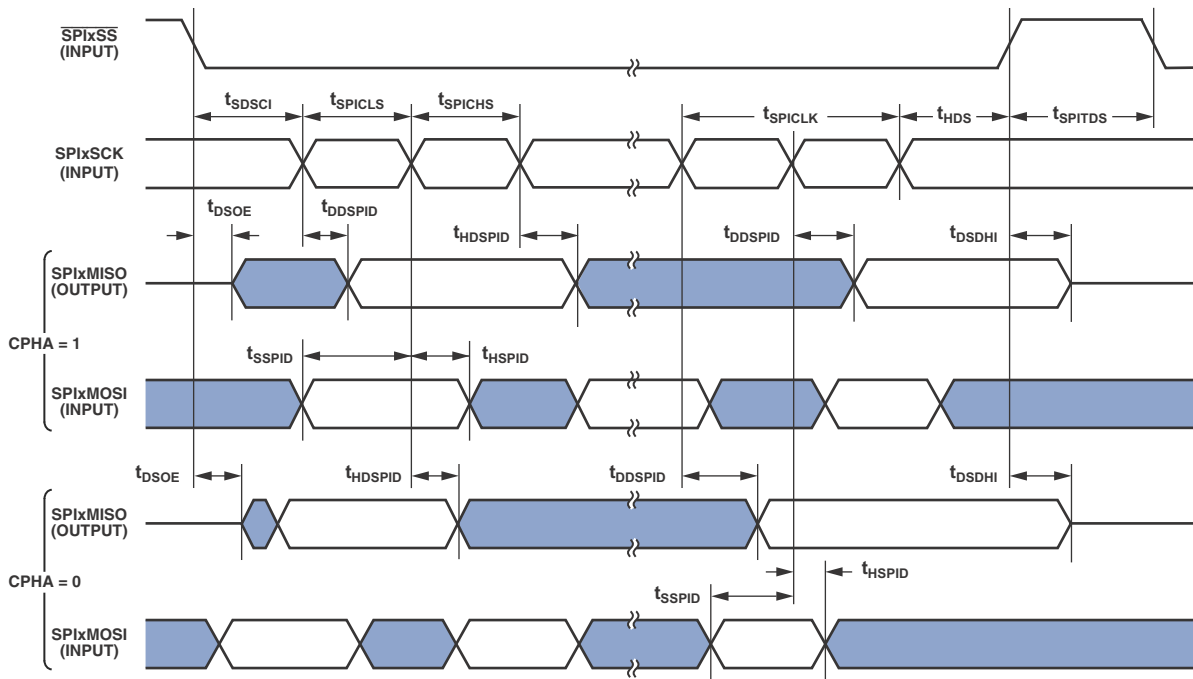 SPIxSS
(INPUT)
tSDSCI tSPICLS tSPICHS tSPICLK tHDS tSPITDS
SPIxSCK
(INPUT)
tDSOE tDDSPID tHDSPID tDDSPID tDSDHI
SPIxMISO
(OUTPUT)
CPHA = 1
tSSPID tHSPID
SPIxMOSI
(INPUT)
tDSOE tHDSPID tDDSPID tDSDHI
SPIxMISO
(OUTPUT)
CPHA = 0
tHSPID
tSSPID
SPIxMOSI
(INPUT)